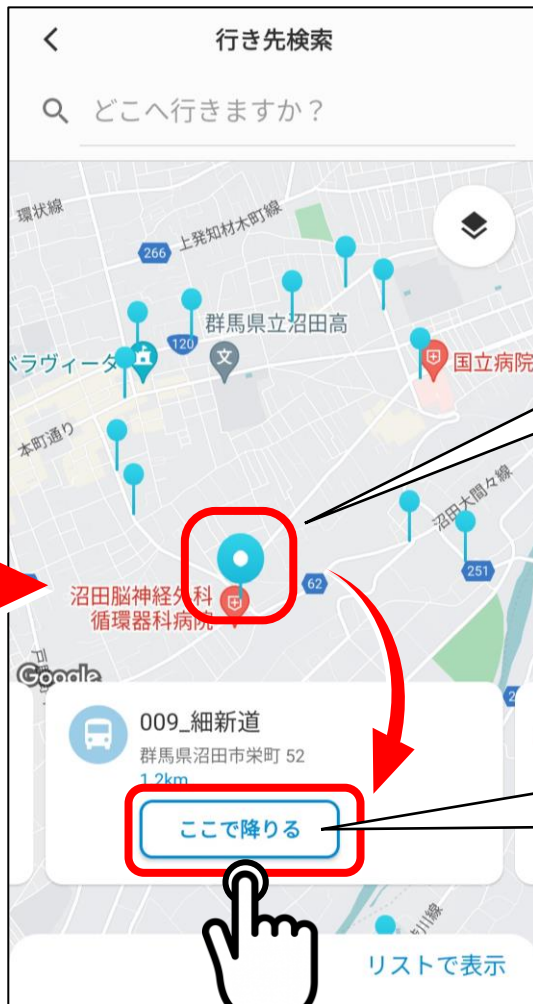 行き先検索
どこへ行きますか？
環状線
上発知材木町線
266
群馬県立沼田高
120
ベラヴィータ
文
国立病院
本町通り
沼田大間々線
251
62
沼田脳神経外科
循環器科病院
Google
009_細新道
群馬県沼田市栄町 52
1.2km
ここで降りる
リストで表示